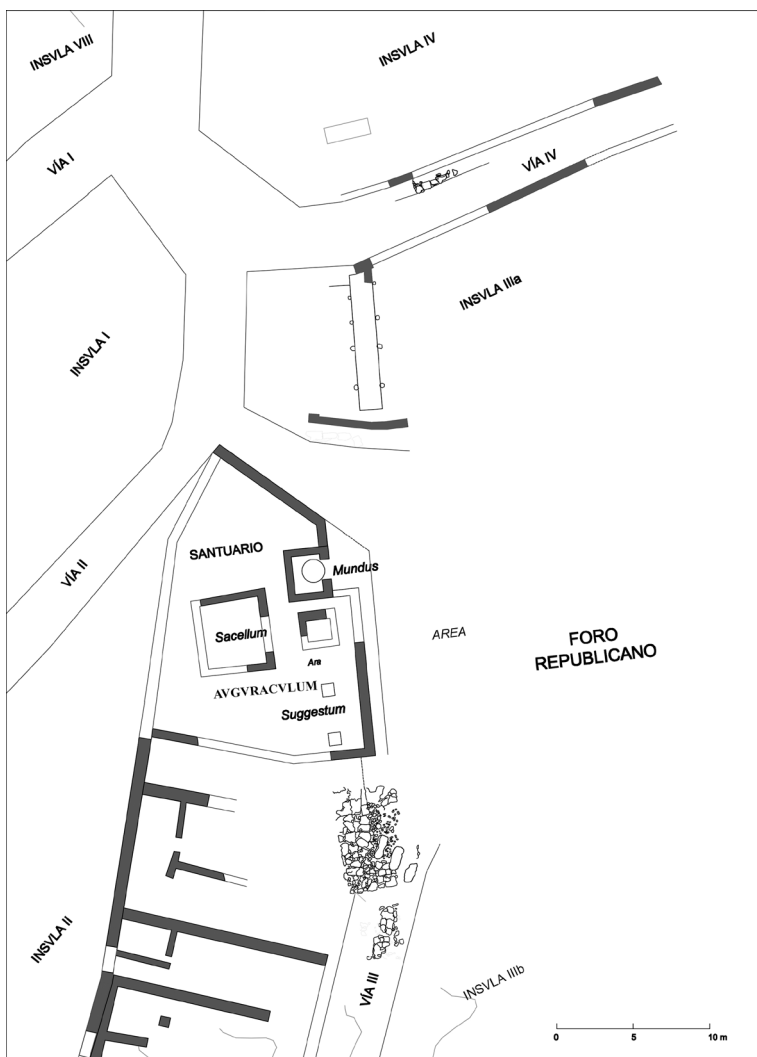 INSVLA VIII
INSVLA IV
VÍA I
VÍA IV
INSVLA IIIa
INSVLA I
VÍA II
SANTUARIO
Mundus
Sacellum
AREA
FORO
REPUBLICANO
Ara
AVGVRACVLUM
Suggestum
INSVLA II
VÍA III
INSVLA IIIb
0 5 10 m